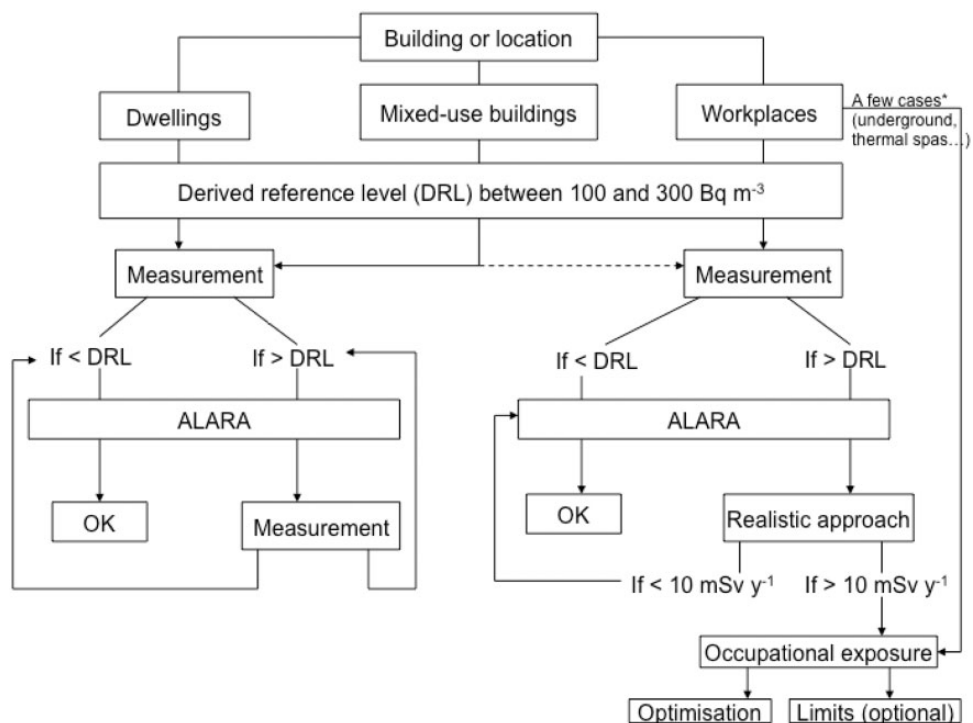 Building or location
Dwellings
Mixed-use buildings
Workplaces
A few cases*
(underground,
thermal spas…)
Derived reference level (DRL) between 100 and 300 Bq m⁻³
Measurement
Measurement
If < DRL
If > DRL
If < DRL
If > DRL
ALARA
ALARA
OK
Measurement
OK
Realistic approach
If < 10 mSv y⁻¹
If > 10 mSv y⁻¹
Occupational exposure
Optimisation
Limits (optional)